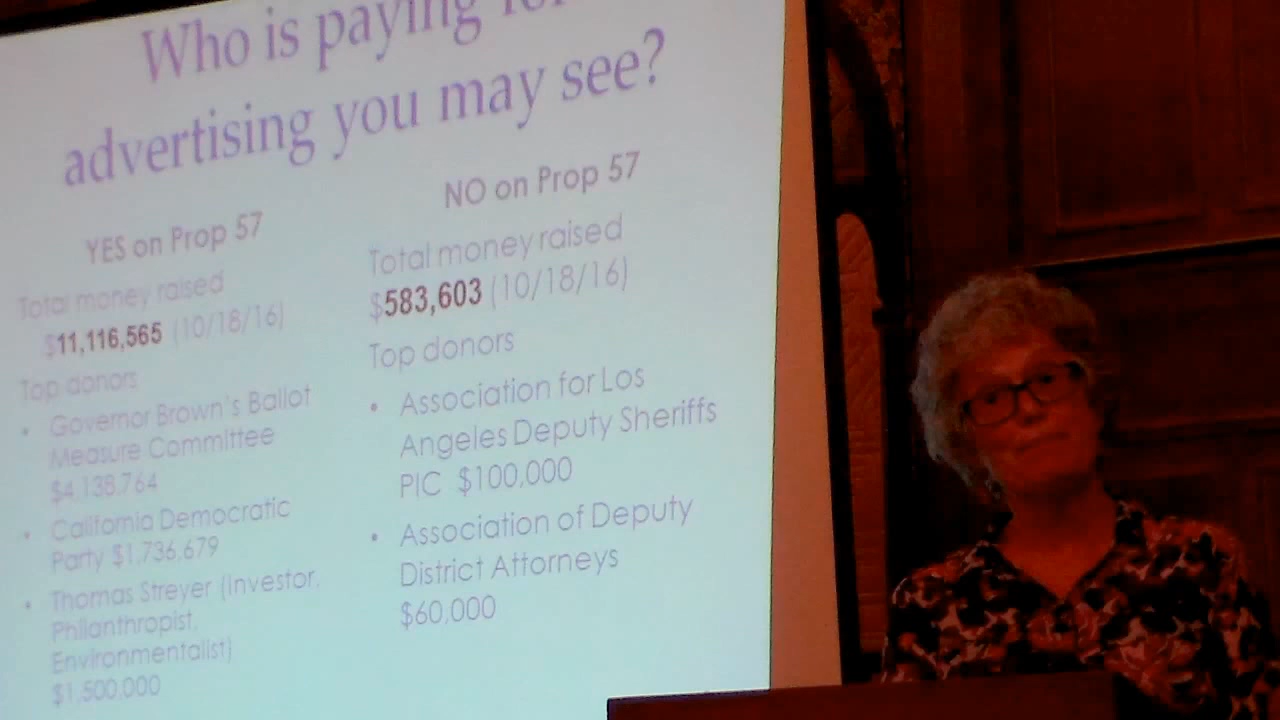 Who is paying for
advertising you may see?
YES on Prop 57
Total money raised
$11,116,565 (10/18/16)
Top donors
• Governor Brown's Ballot
Measure Committee
$4,138,764
• California Democratic
Party $1,736,679
• Thomas Streyer (Investor,
Philanthropist,
Environmentalist)
$1,500,000
NO on Prop 57
Total money raised
$583,603 (10/18/16)
Top donors
• Association for Los
Angeles Deputy Sheriffs
PIC $100,000
• Association of Deputy
District Attorneys
$60,000